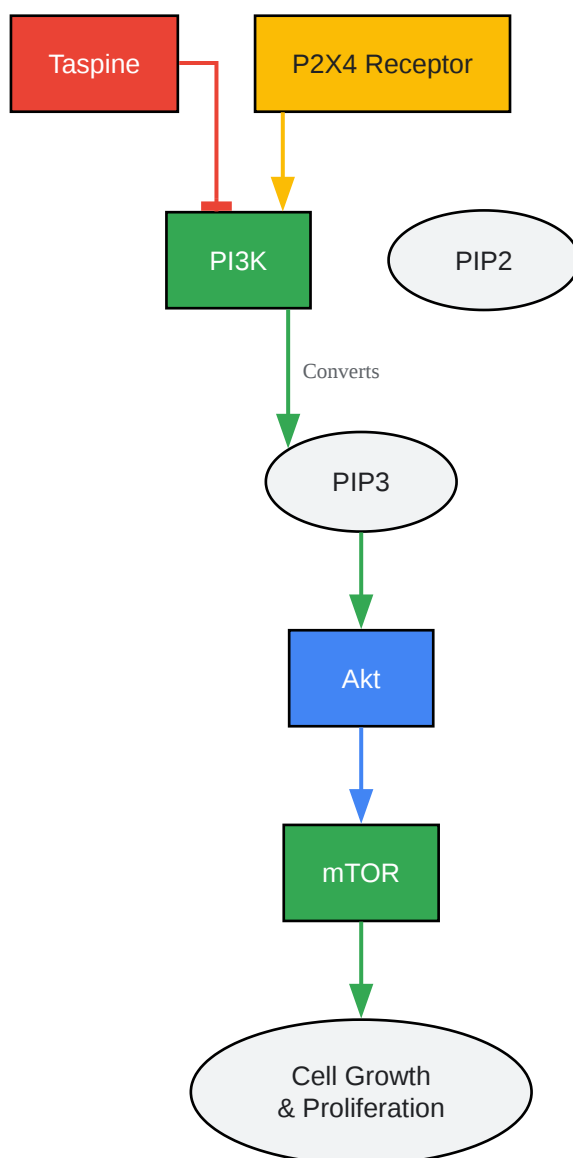 Taspine
P2X4 Receptor
PI3K
PIP2
Converts
PIP3
Akt
mTOR
Cell Growth
& Proliferation